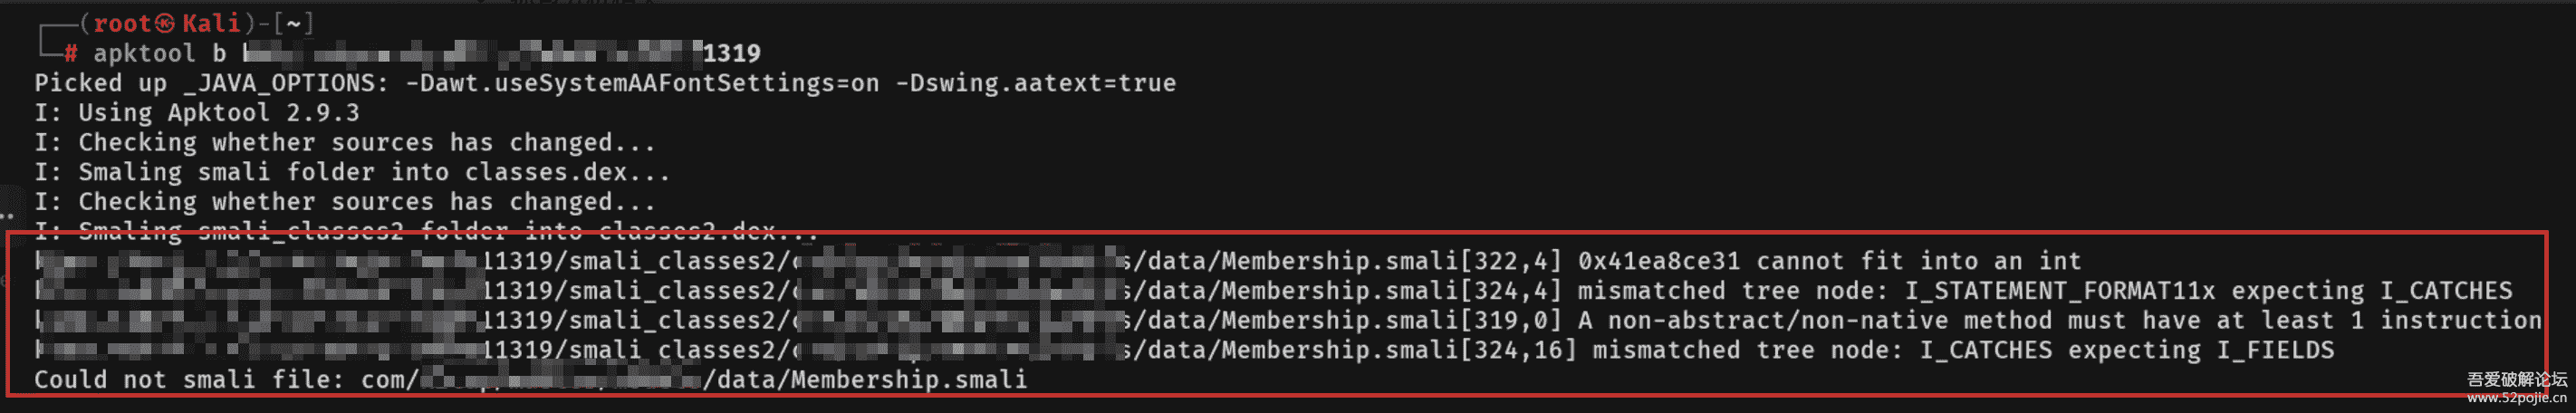 (root㉿Kali)-[~]
# apktool b 1319
Picked up _JAVA_OPTIONS: -Dawt.useSystemAAFontSettings=on -Dswing.aatext=true
I: Using Apktool 2.9.3
I: Checking whether sources has changed...
I: Smaling smali folder into classes.dex...
I: Checking whether sources has changed...
I: Smaling smali_classes2 folder into classes2.dex...
11319/smali_classes2/ s/data/Membership.smali[322,4] 0x41ea8ce31 cannot fit into an int
11319/smali_classes2/ s/data/Membership.smali[324,4] mismatched tree node: I_STATEMENT_FORMAT11x expecting I_CATCHES
11319/smali_classes2/ s/data/Membership.smali[319,0] A non-abstract/non-native method must have at least 1 instruction
11319/smali_classes2/ s/data/Membership.smali[324,16] mismatched tree node: I_CATCHES expecting I_FIELDS
Could not smali file: com/ /data/Membership.smali
吾爱破解论坛
www.52pojie.cn